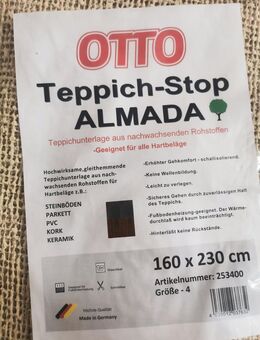 OTTO
Teppich-Stop
ALMADA
Teppichunterlage aus nachwachsenden Rohstoffen
-Geeignet für alle Hartbeläge
Hochwirksame, gleithemmende
Teppichunterlage aus nach-
wachsenden Rohstoffen für
Hartbeläge z.B.:
STEINBÖDEN
PARKETT
PVC
KORK
KERAMIK
-Erhöhter Gehkomfort - schallisolierend.
-Keine Wellenbildung.
-Leicht zu verlegen.
-Sicheres Gehen durch zuverlässigen Halt
des Teppichs.
-Fußbodenheizung-geeignet. Der Wärme-
durchfluß wird kaum beeinträchtigt.
-Hinterläßt keine Rückstände.
160 x 230 cm
Artikelnummer: 253400
Größe - 4
Höchste Qualität
Made in Germany